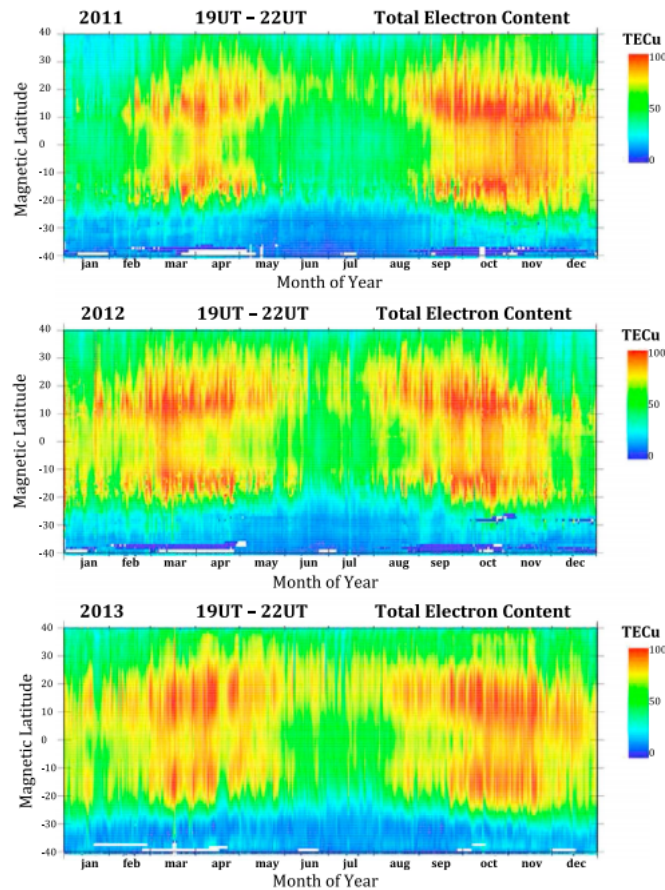 2011 19UT – 22UT Total Electron Content
TECu
100
50
0
40
30
20
10
0
-10
-20
-30
-40
Magnetic Latitude
jan feb mar apr may jun jul aug sep oct nov dec
Month of Year
2012 19UT – 22UT Total Electron Content
TECu
100
50
0
40
30
20
10
0
-10
-20
-30
-40
Magnetic Latitude
jan feb mar apr may jun jul aug sep oct nov dec
Month of Year
2013 19UT – 22UT Total Electron Content
TECu
100
50
0
40
30
20
10
0
-10
-20
-30
-40
Magnetic Latitude
jan feb mar apr may jun jul aug sep oct nov dec
Month of Year